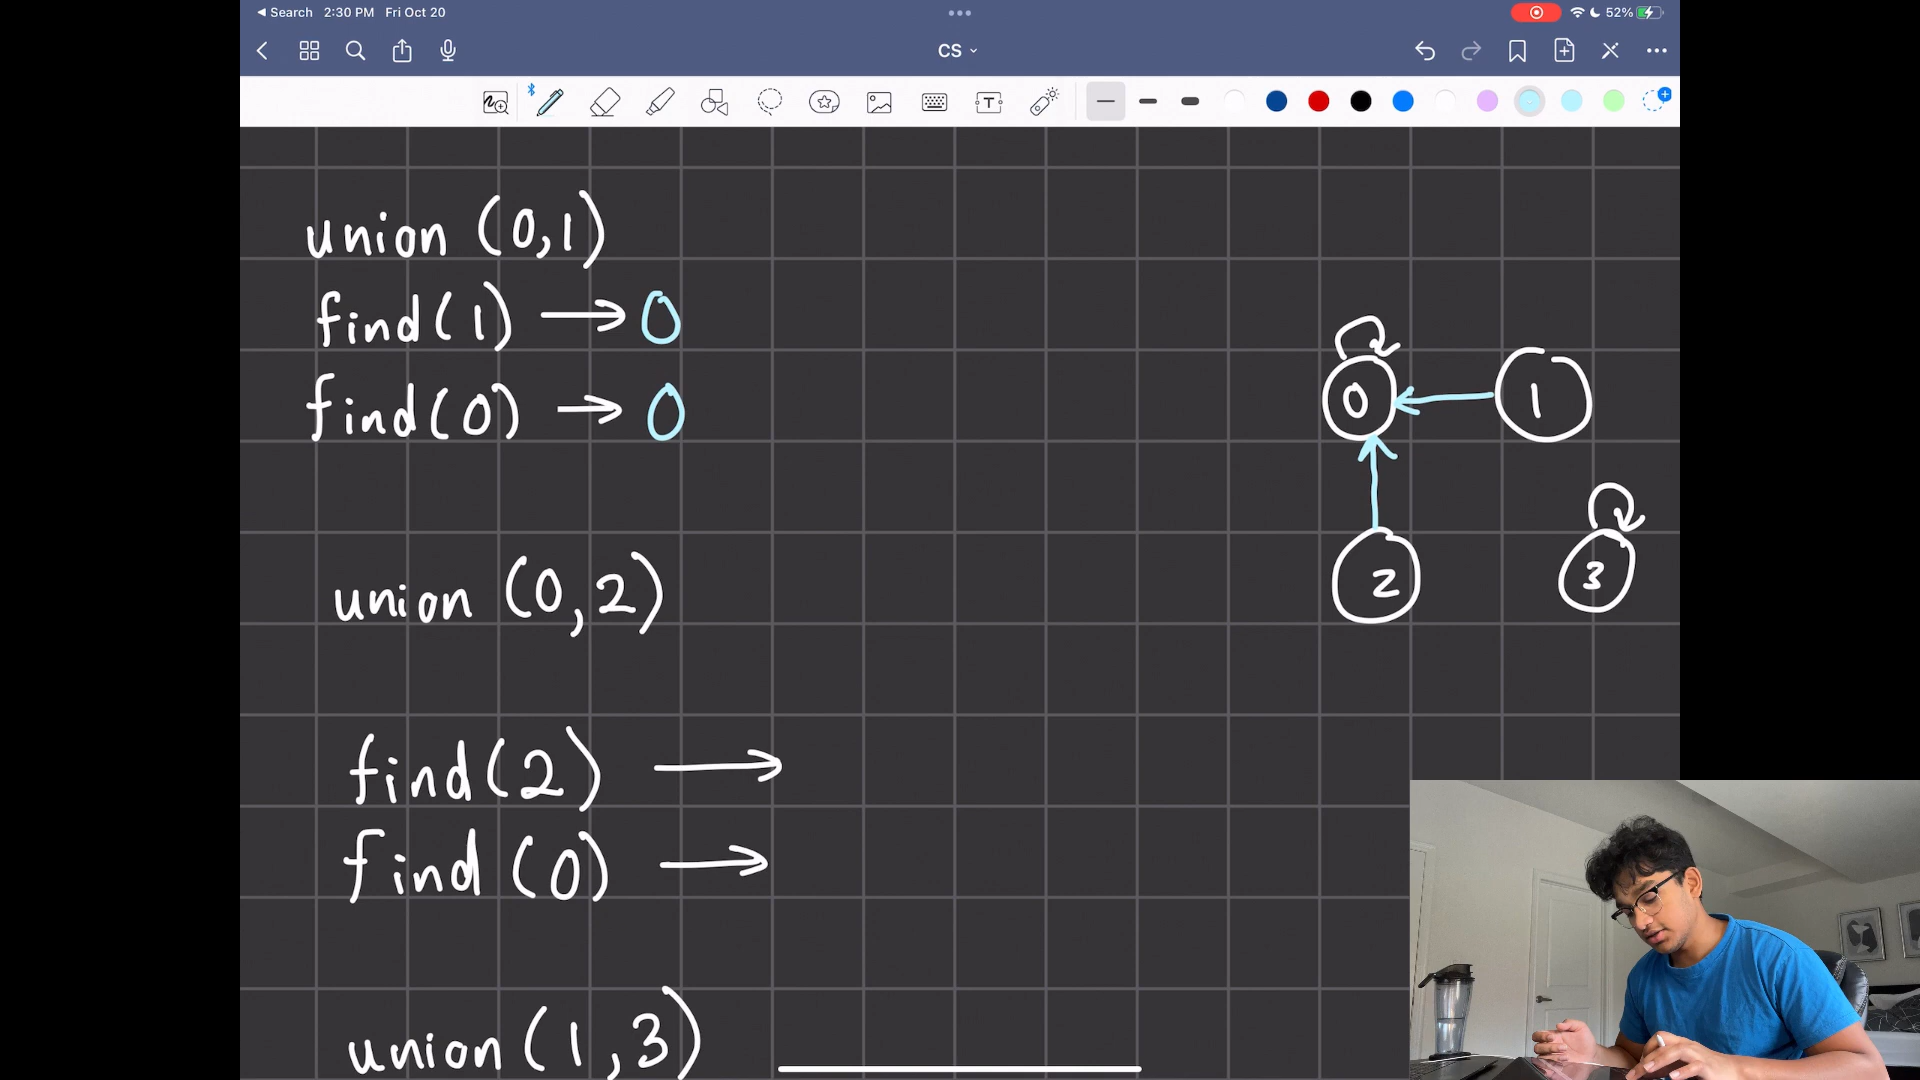 Search 2:30 PM Fri Oct 20
52%
CS
T
union (0,1)
find(1) → 0
find(0) → 0
0
1
2
3
union (0,2)
find(2) →
find(0) →
union(1,3)